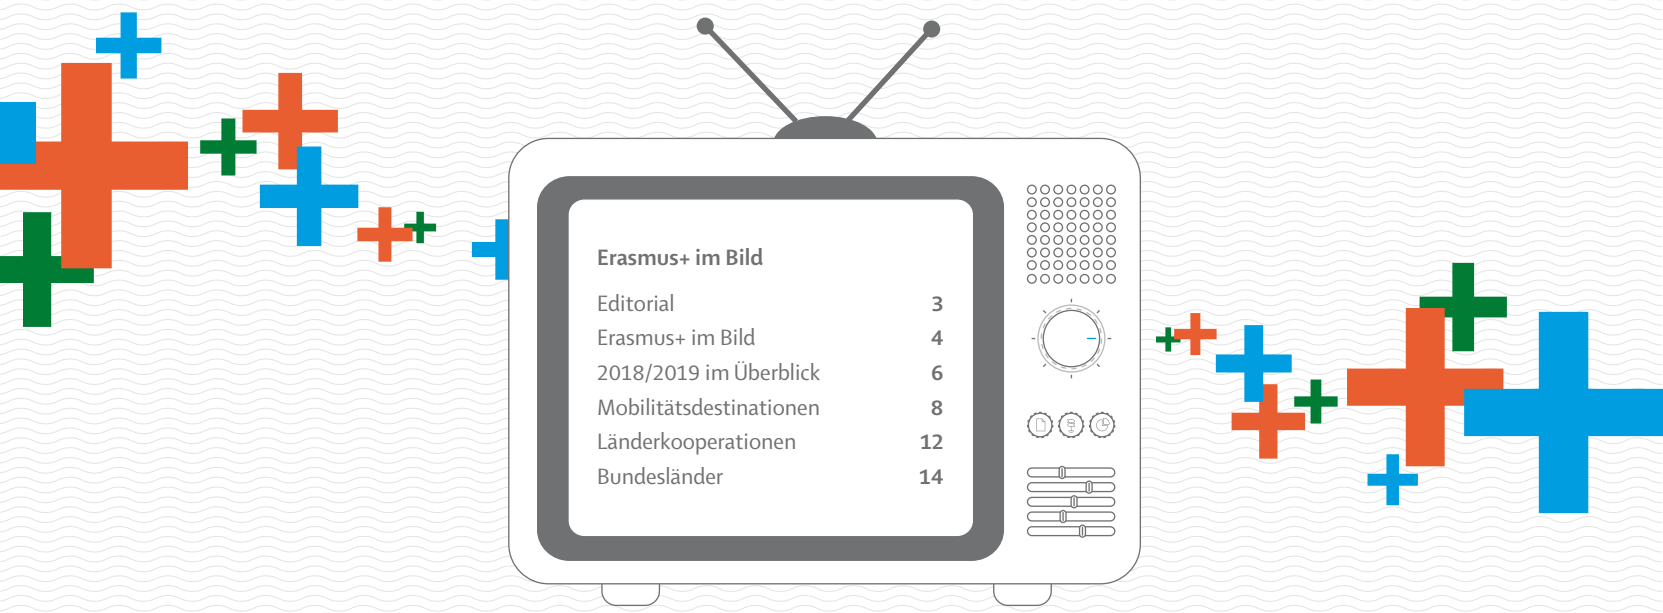 Erasmus+ im Bild
Editorial 3
Erasmus+ im Bild 4
2018/2019 im Überblick 6
Mobilitätsdestinationen 8
Länderkooperationen 12
Bundesländer 14